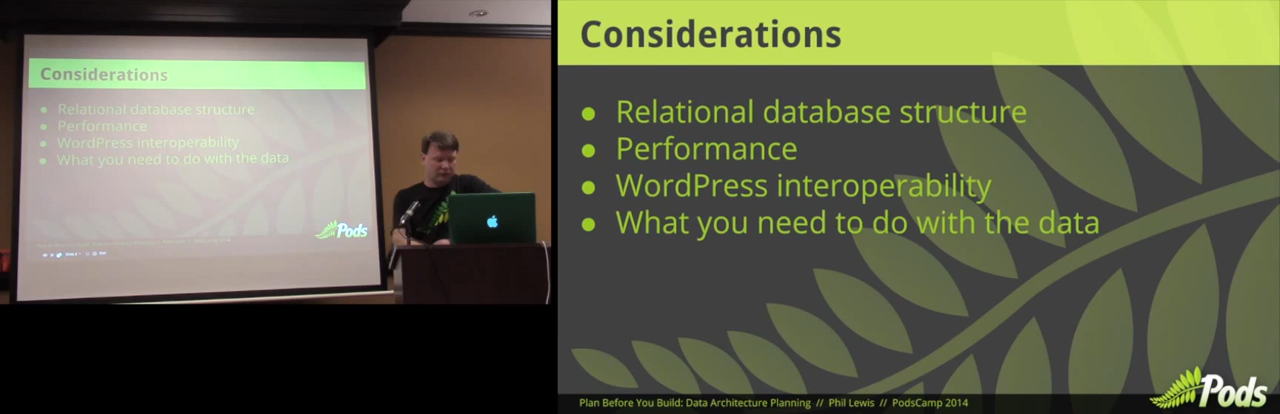 Considerations
● Relational database structure
● Performance
● WordPress interoperability
● What you need to do with the data
Pods
Considerations
● Relational database structure
● Performance
● WordPress interoperability
● What you need to do with the data
Plan Before You Build: Data Architecture Planning // Phil Lewis // PodsCamp 2014
Pods